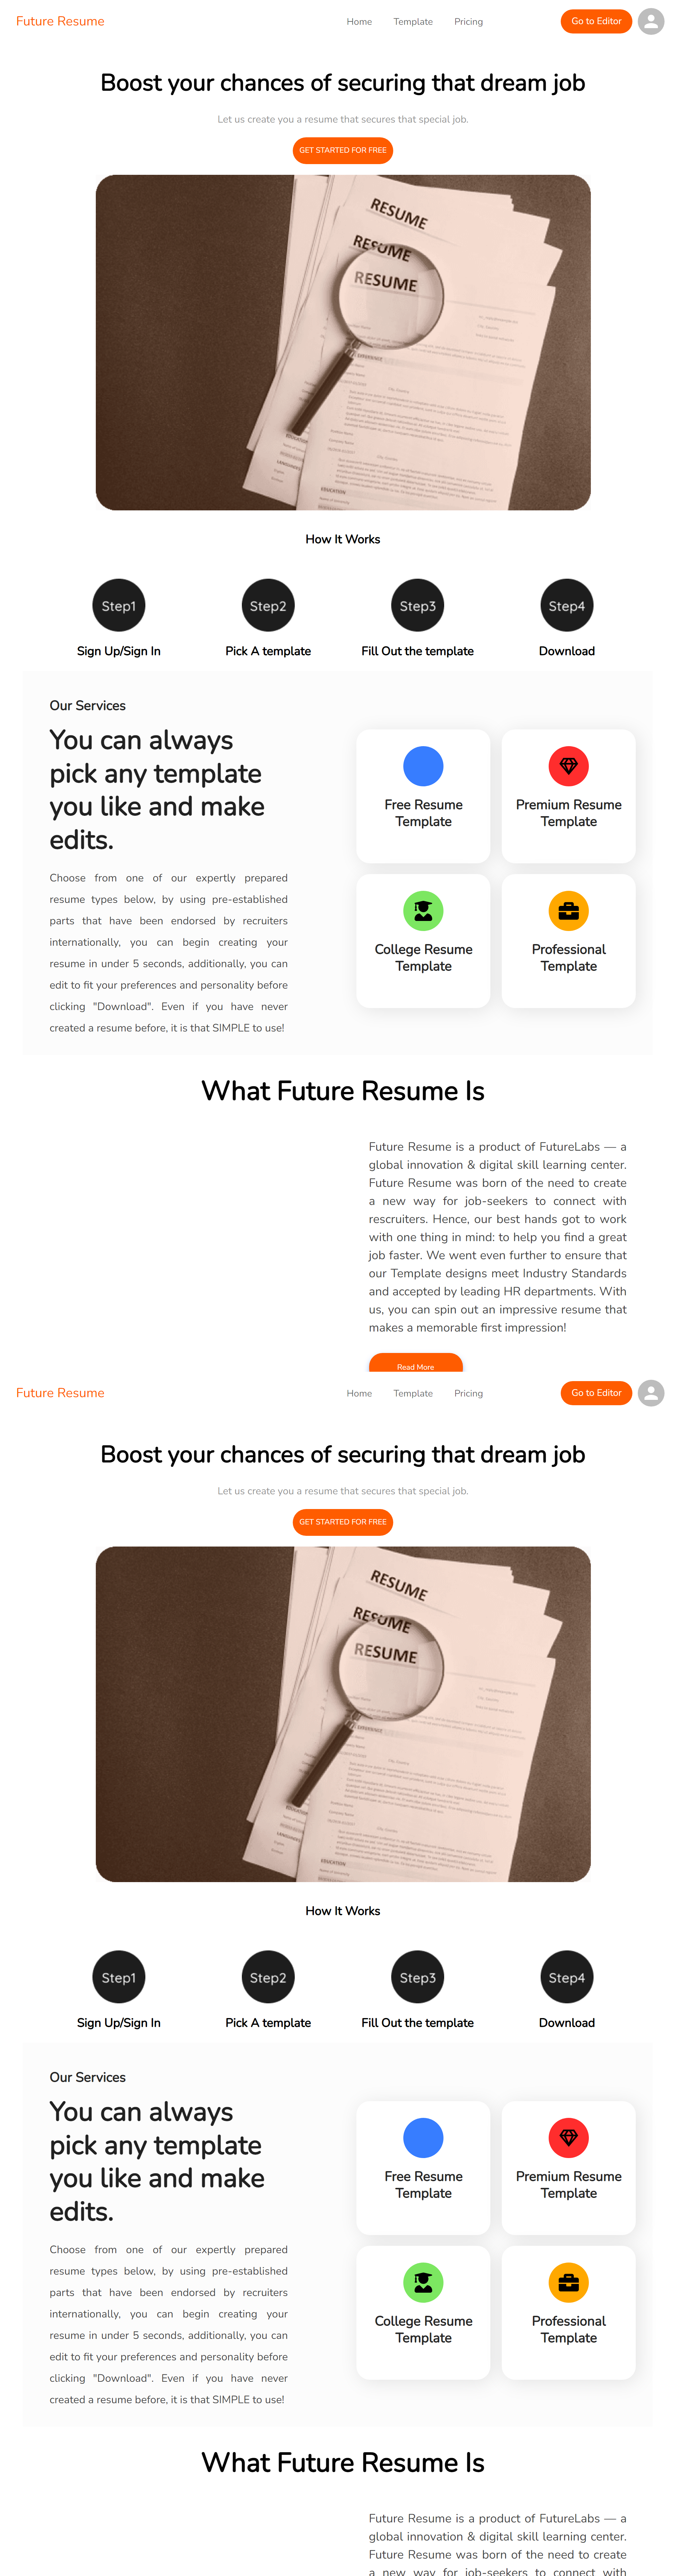 Future Resume
Home Template Pricing
Go to Editor
Boost your chances of securing that dream job
Let us create you a resume that secures that special job.
GET STARTED FOR FREE
RESUME
RESUME
RESUME
EXPERIENCE
EDUCATION
How It Works
Step1 Step2 Step3 Step4
Sign Up/Sign In Pick A template Fill Out the template Download
Our Services
You can always
pick any template
you like and make
edits.
Choose from one of our expertly prepared
resume types below, by using pre-established
parts that have been endorsed by recruiters
internationally, you can begin creating your
resume in under 5 seconds, additionally, you can
edit to fit your preferences and personality before
clicking "Download". Even if you have never
created a resume before, it is that SIMPLE to use!
Free Resume
Template
Premium Resume
Template
College Resume
Template
Professional
Template
What Future Resume Is
Future Resume is a product of FutureLabs — a
global innovation & digital skill learning center.
Future Resume was born of the need to create
a new way for job-seekers to connect with
rescruiters. Hence, our best hands got to work
with one thing in mind: to help you find a great
job faster. We went even further to ensure that
our Template designs meet Industry Standards
and accepted by leading HR departments. With
us, you can spin out an impressive resume that
makes a memorable first impression!
Read More
Future Resume
Home Template Pricing
Go to Editor
Boost your chances of securing that dream job
Let us create you a resume that secures that special job.
GET STARTED FOR FREE
RESUME
RESUME
RESUME
EXPERIENCE
EDUCATION
How It Works
Step1 Step2 Step3 Step4
Sign Up/Sign In Pick A template Fill Out the template Download
Our Services
You can always
pick any template
you like and make
edits.
Choose from one of our expertly prepared
resume types below, by using pre-established
parts that have been endorsed by recruiters
internationally, you can begin creating your
resume in under 5 seconds, additionally, you can
edit to fit your preferences and personality before
clicking "Download". Even if you have never
created a resume before, it is that SIMPLE to use!
Free Resume
Template
Premium Resume
Template
College Resume
Template
Professional
Template
What Future Resume Is
Future Resume is a product of FutureLabs — a
global innovation & digital skill learning center.
Future Resume was born of the need to create
a new way for job-seekers to connect with